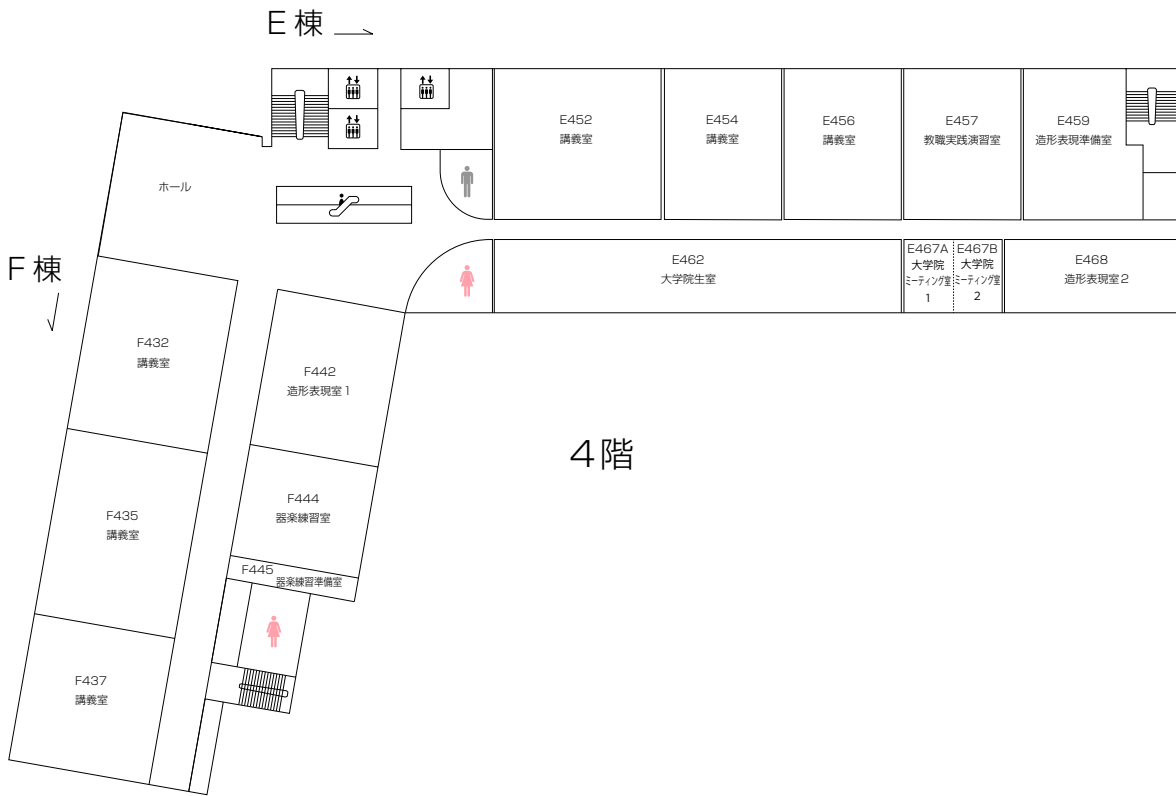 E棟
E452
講義室
E454
講義室
E456
講義室
E457
教職実践演習室
E459
造形表現準備室
ホール
F棟
E462
大学院生室
E467A
大学院
ミーティング室
1
E467B
大学院
ミーティング室
2
E468
造形表現室2
F432
講義室
F442
造形表現室1
4階
F435
講義室
F444
器楽練習室
F445
器楽練習準備室
F437
講義室